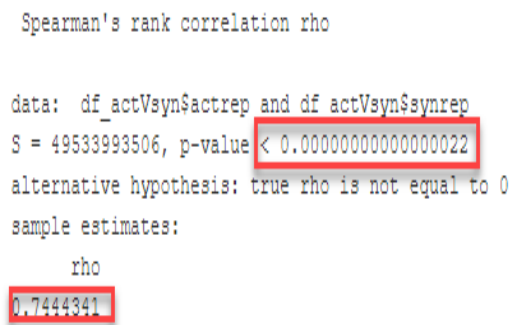 Spearman's rank correlation rho
data: df_actVsyn$actrep and df_actVsyn$synrep
S = 49533993506, p-value < 0.00000000000000022
alternative hypothesis: true rho is not equal to 0
sample estimates:
rho
0.7444341